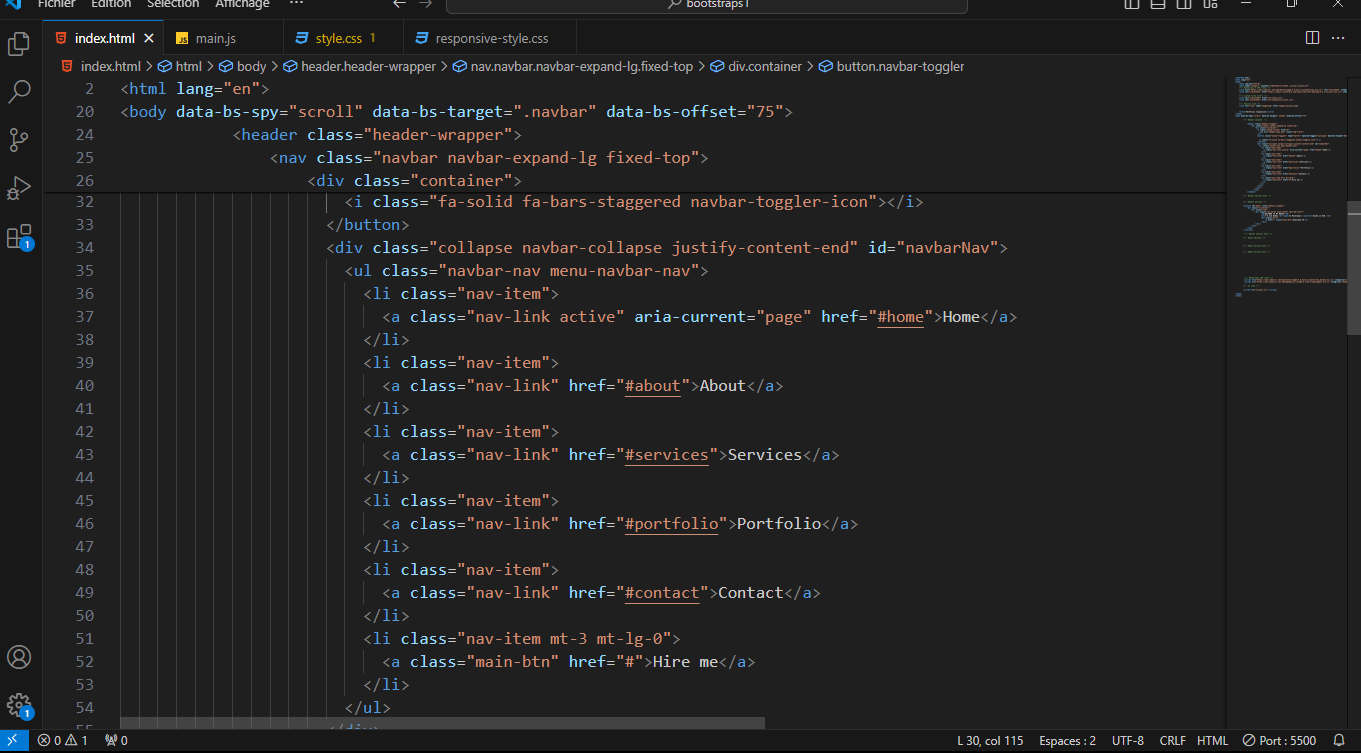 Fichier Edition Selection Affichage ··· bootstraps1
index.html main.js style.css 1 responsive-style.css
index.html > html > body > header.header-wrapper > nav.navbar.navbar-expand-lg.fixed-top > div.container > button.navbar-toggler
2 <html lang="en">
20 <body data-bs-spy="scroll" data-bs-target=".navbar" data-bs-offset="75">
24 <header class="header-wrapper">
25 <nav class="navbar navbar-expand-lg fixed-top">
26 <div class="container">
32 <i class="fa-solid fa-bars-staggered navbar-toggler-icon"></i>
33 </button>
34 <div class="collapse navbar-collapse justify-content-end" id="navbarNav">
35 <ul class="navbar-nav menu-navbar-nav">
36 <li class="nav-item">
37 <a class="nav-link active" aria-current="page" href="#home">Home</a>
38 </li>
39 <li class="nav-item">
40 <a class="nav-link" href="#about">About</a>
41 </li>
42 <li class="nav-item">
43 <a class="nav-link" href="#services">Services</a>
44 </li>
45 <li class="nav-item">
46 <a class="nav-link" href="#portfolio">Portfolio</a>
47 </li>
48 <li class="nav-item">
49 <a class="nav-link" href="#contact">Contact</a>
50 </li>
51 <li class="nav-item mt-3 mt-lg-0">
52 <a class="main-btn" href="#">Hire me</a>
53 </li>
54 </ul>
55 </div>
1
1
0 1 0 L 30, col 115 Espaces : 2 UTF-8 CRLF HTML Port : 5500